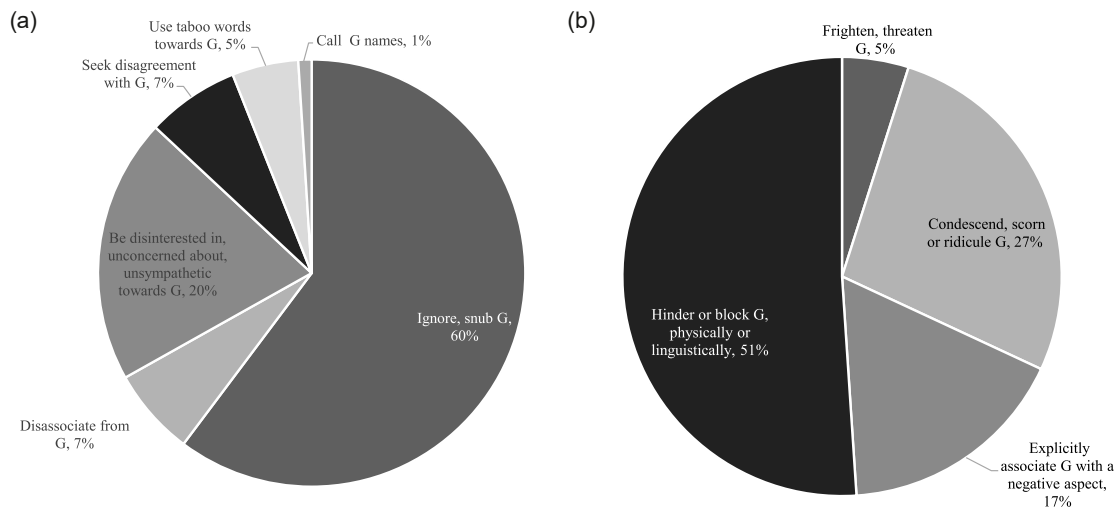 (a)
Use taboo words
towards G, 5%
Call G names, 1%
Seek disagreement
with G, 7%
Be disinterested in,
unconcerned about,
unsympathetic
towards G, 20%
Ignore, snub G,
60%
Disassociate from
G, 7%
(b)
Frighten, threaten
G, 5%
Condescend, scorn
or ridicule G, 27%
Hinder or block G,
physically or
linguistically, 51%
Explicitly
associate G with a
negative aspect,
17%